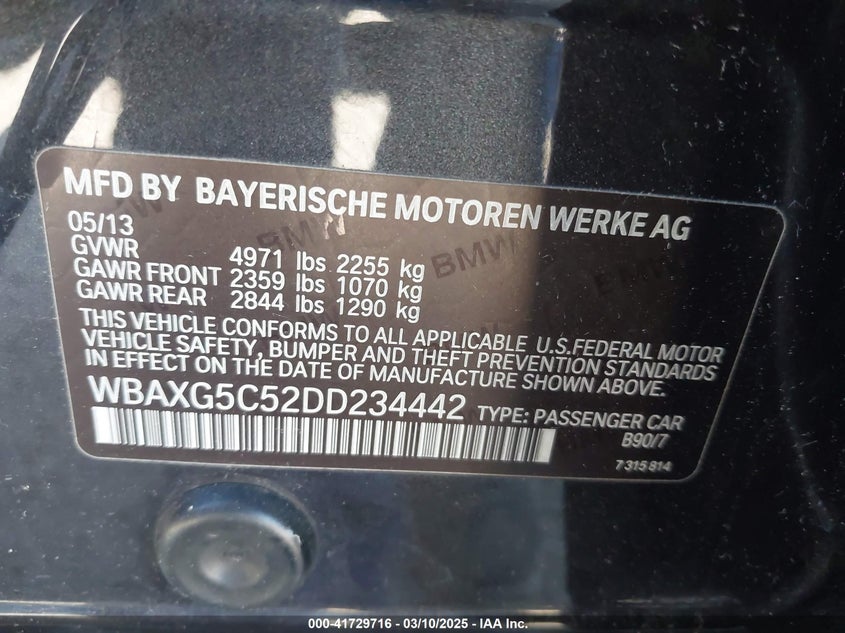 MFD BY BAYERISCHE MOTOREN WERKE AG
05/13
GVWR 4971 lbs 2255 kg
GAWR FRONT 2359 lbs 1070 kg
GAWR REAR 2844 lbs 1290 kg
THIS VEHICLE CONFORMS TO ALL APPLICABLE U.S.FEDERAL MOTOR
VEHICLE SAFETY, BUMPER AND THEFT PREVENTION STANDARDS
IN EFFECT ON THE DATE OF MANUFACTURE SHOWN ABOVE.
WBAXG5C52DD234442 TYPE: PASSENGER CAR
B90/7
7 315 814
BMW
BMW
BMW
000-41729716 - 03/10/2025 - IAA Inc.